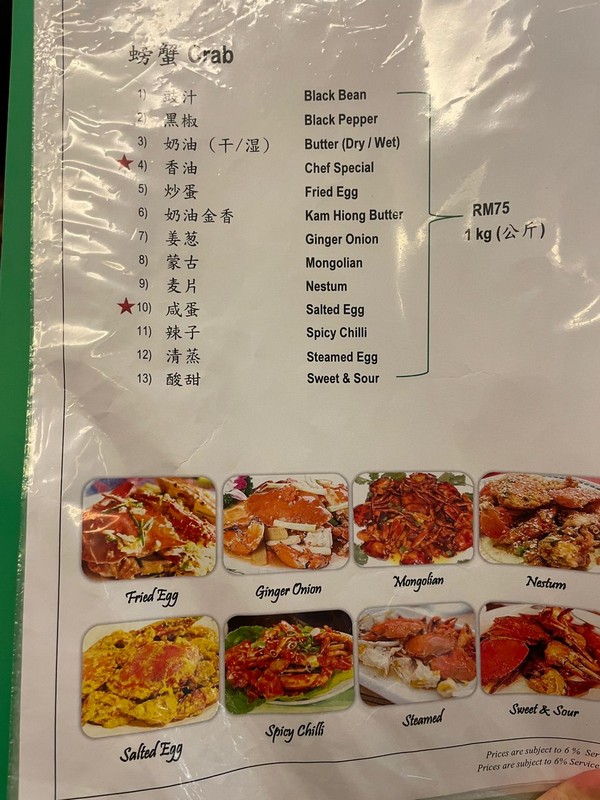 螃蟹 Crab
1) 豉汁 Black Bean
2) 黑椒 Black Pepper
3) 奶油（干/湿） Butter (Dry / Wet)
4) 香油 Chef Special
5) 炒蛋 Fried Egg
6) 奶油金香 Kam Hiong Butter
7) 姜葱 Ginger Onion
8) 蒙古 Mongolian
9) 麦片 Nestum
10) 咸蛋 Salted Egg
11) 辣子 Spicy Chilli
12) 清蒸 Steamed Egg
13) 酸甜 Sweet & Sour
RM75
1 kg (公斤)
Fried Egg
Ginger Onion
Mongolian
Nestum
Salted Egg
Spicy Chilli
Steamed
Sweet & Sour
Prices are subject to 6 % Ser
Prices are subject to 6% Service